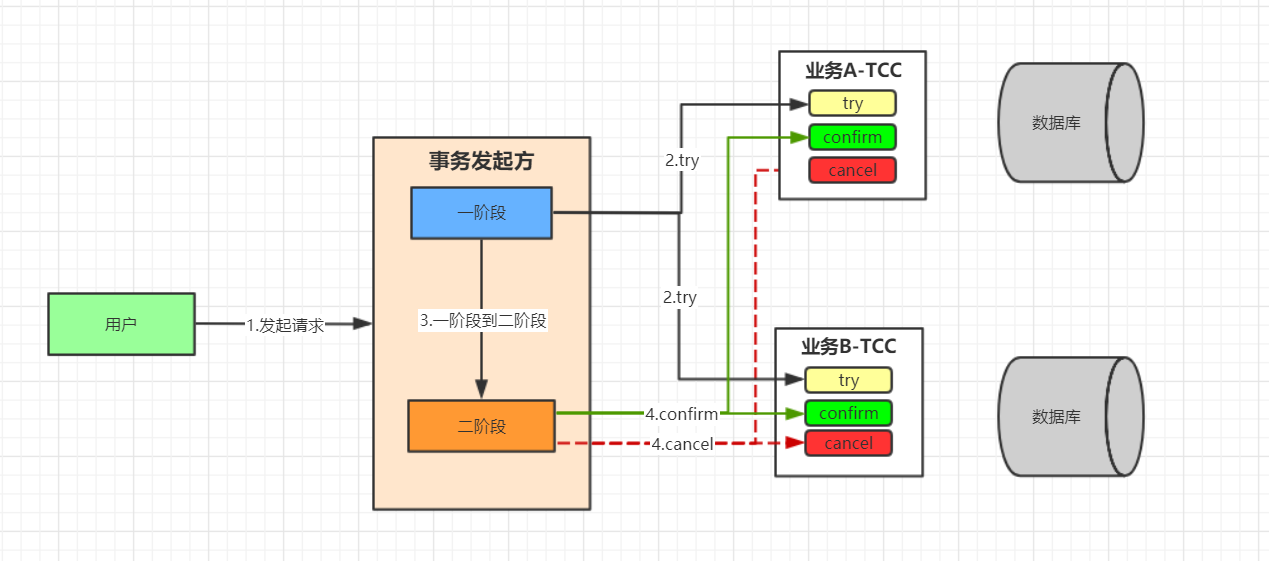 用户
1.发起请求
事务发起方
一阶段
3.一阶段到二阶段
二阶段
2.try
2.try
4.confirm
4.cancel
业务A-TCC
try
confirm
cancel
数据库
业务B-TCC
try
confirm
cancel
数据库